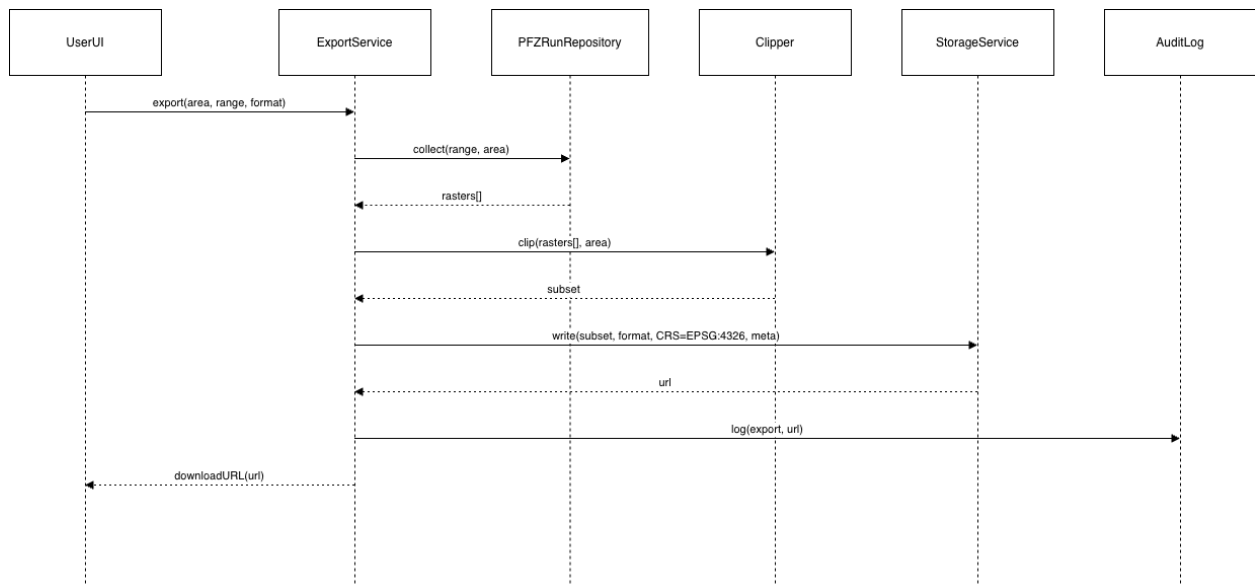 UserUI
ExportService
PFZRunRepository
Clipper
StorageService
AuditLog
export(area, range, format)
collect(range, area)
rasters[]
clip(rasters[], area)
subset
write(subset, format, CRS=EPSG:4326, meta)
url
log(export, url)
downloadURL(url)